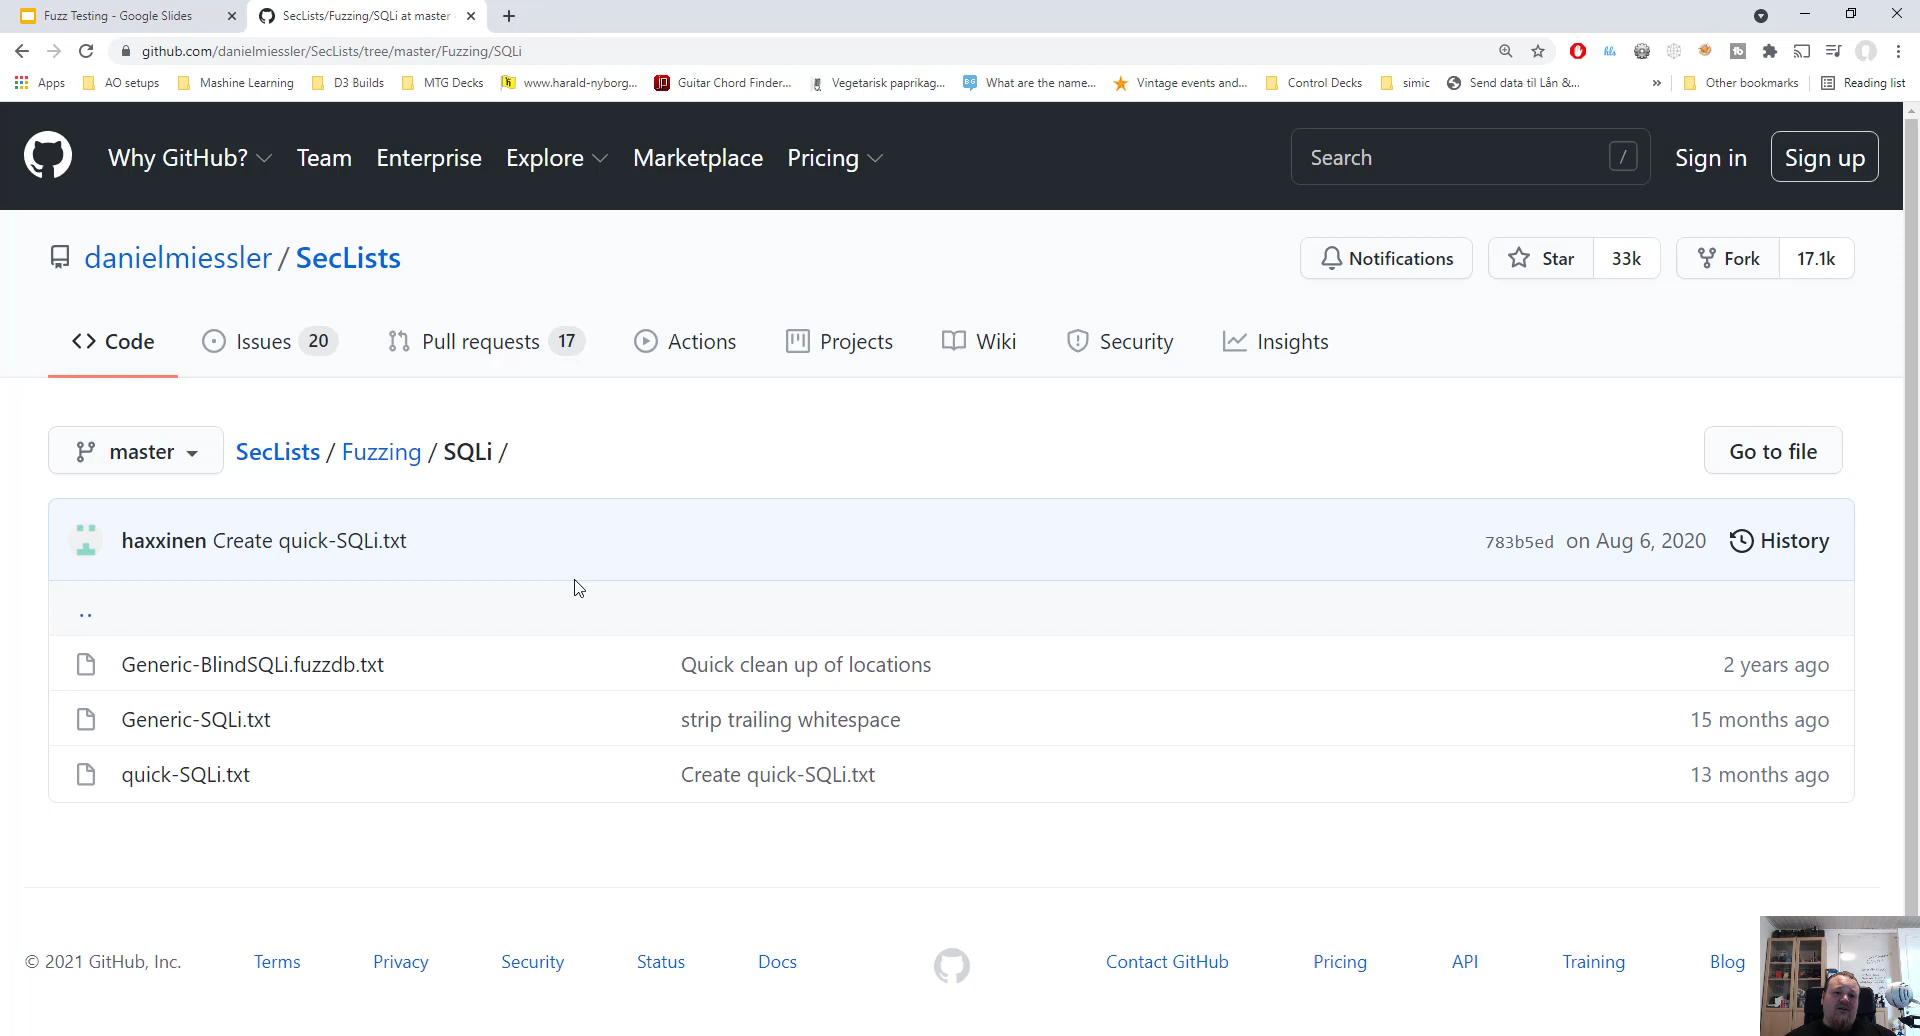 Fuzz Testing - Google Slides
SecLists/Fuzzing/SQLi at master
github.com/danielmiessler/SecLists/tree/master/Fuzzing/SQLi
Apps
AO setups
Mashine Learning
D3 Builds
MTG Decks
www.harald-nyborg...
Guitar Chord Finder...
Vegetarisk paprikag...
What are the name...
Vintage events and...
Control Decks
simic
Send data til Lån &...
»
Other bookmarks
Reading list
Why GitHub?
Team
Enterprise
Explore
Marketplace
Pricing
Search
/
Sign in
Sign up
danielmiessler / SecLists
Notifications
Star
33k
Fork
17.1k
Code
Issues 20
Pull requests 17
Actions
Projects
Wiki
Security
Insights
master
SecLists / Fuzzing / SQLi /
Go to file
haxxinen Create quick-SQLi.txt
783b5ed on Aug 6, 2020
History
..
Generic-BlindSQLi.fuzzdb.txt
Quick clean up of locations
2 years ago
Generic-SQLi.txt
strip trailing whitespace
15 months ago
quick-SQLi.txt
Create quick-SQLi.txt
13 months ago
© 2021 GitHub, Inc.
Terms
Privacy
Security
Status
Docs
Contact GitHub
Pricing
API
Training
Blog